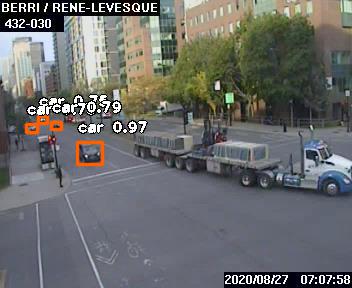 BERRI / RENE-LEVESQUE
432-030
car 0.79
car 0.97
2020/08/27 07:07:58